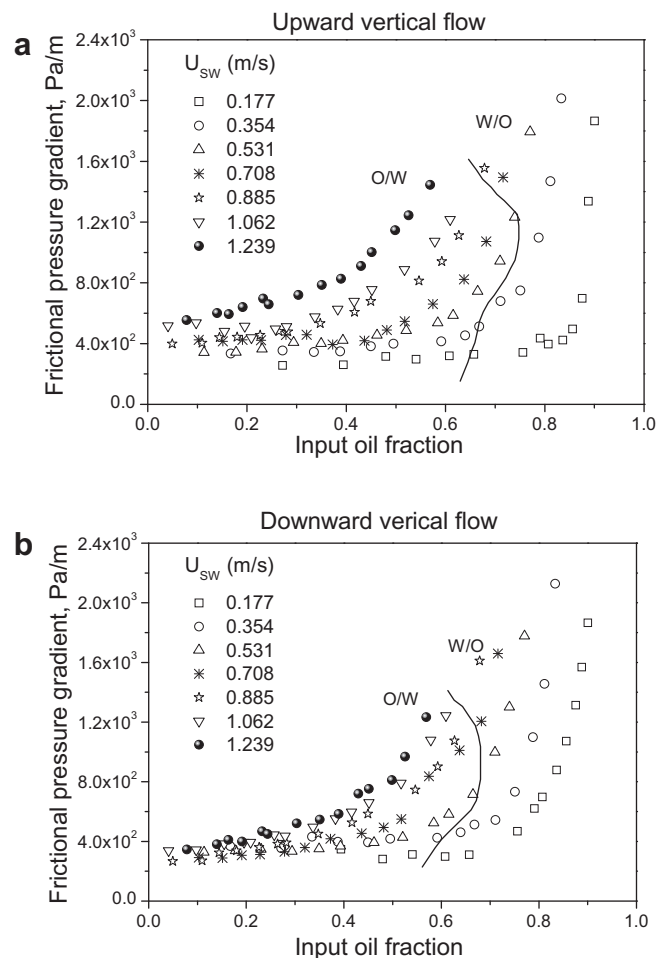 Upward vertical flow
a
2.4x10³
2.0x10³
1.6x10³
1.2x10³
8.0x10²
4.0x10²
0.0
Frictional pressure gradient, Pa/m
U_SW (m/s)
0.177
0.354
0.531
0.708
0.885
1.062
1.239
O/W
W/O
0.0 0.2 0.4 0.6 0.8 1.0
Input oil fraction
Downward verical flow
b
2.4x10³
2.0x10³
1.6x10³
1.2x10³
8.0x10²
4.0x10²
0.0
Frictional pressure gradient, Pa/m
U_SW (m/s)
0.177
0.354
0.531
0.708
0.885
1.062
1.239
O/W
W/O
0.0 0.2 0.4 0.6 0.8 1.0
Input oil fraction